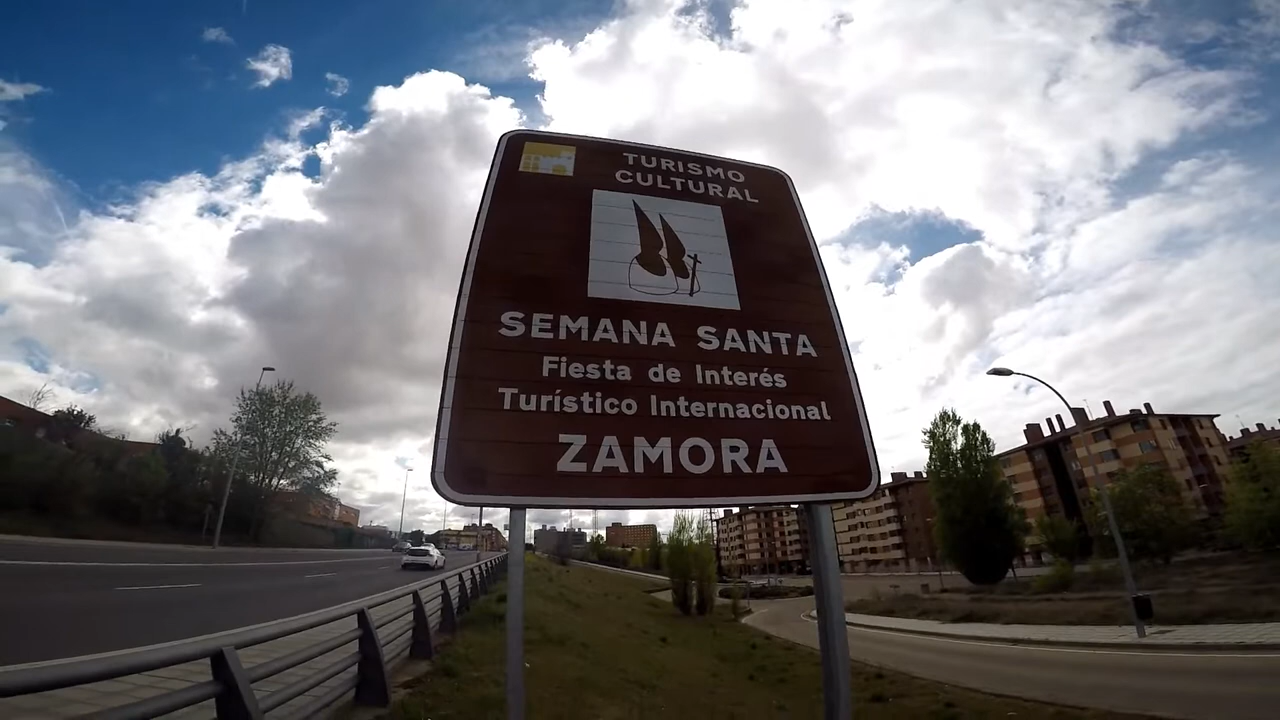 TURISMO
CULTURAL
SEMANA SANTA
Fiesta de Interés
Turístico Internacional
ZAMORA